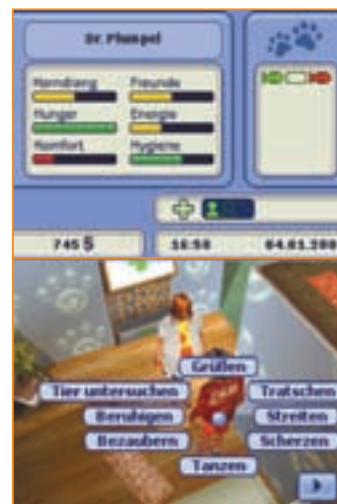 Dr. Plumpel
Harndrang Freunde
Hunger Energie
Komfort Hygiene
745 § 16:50 04.01.200
Grüßen
Tier untersuchen Tratschen
Beruhigen Streiten
Bezaubern Scherzen
Tanzen